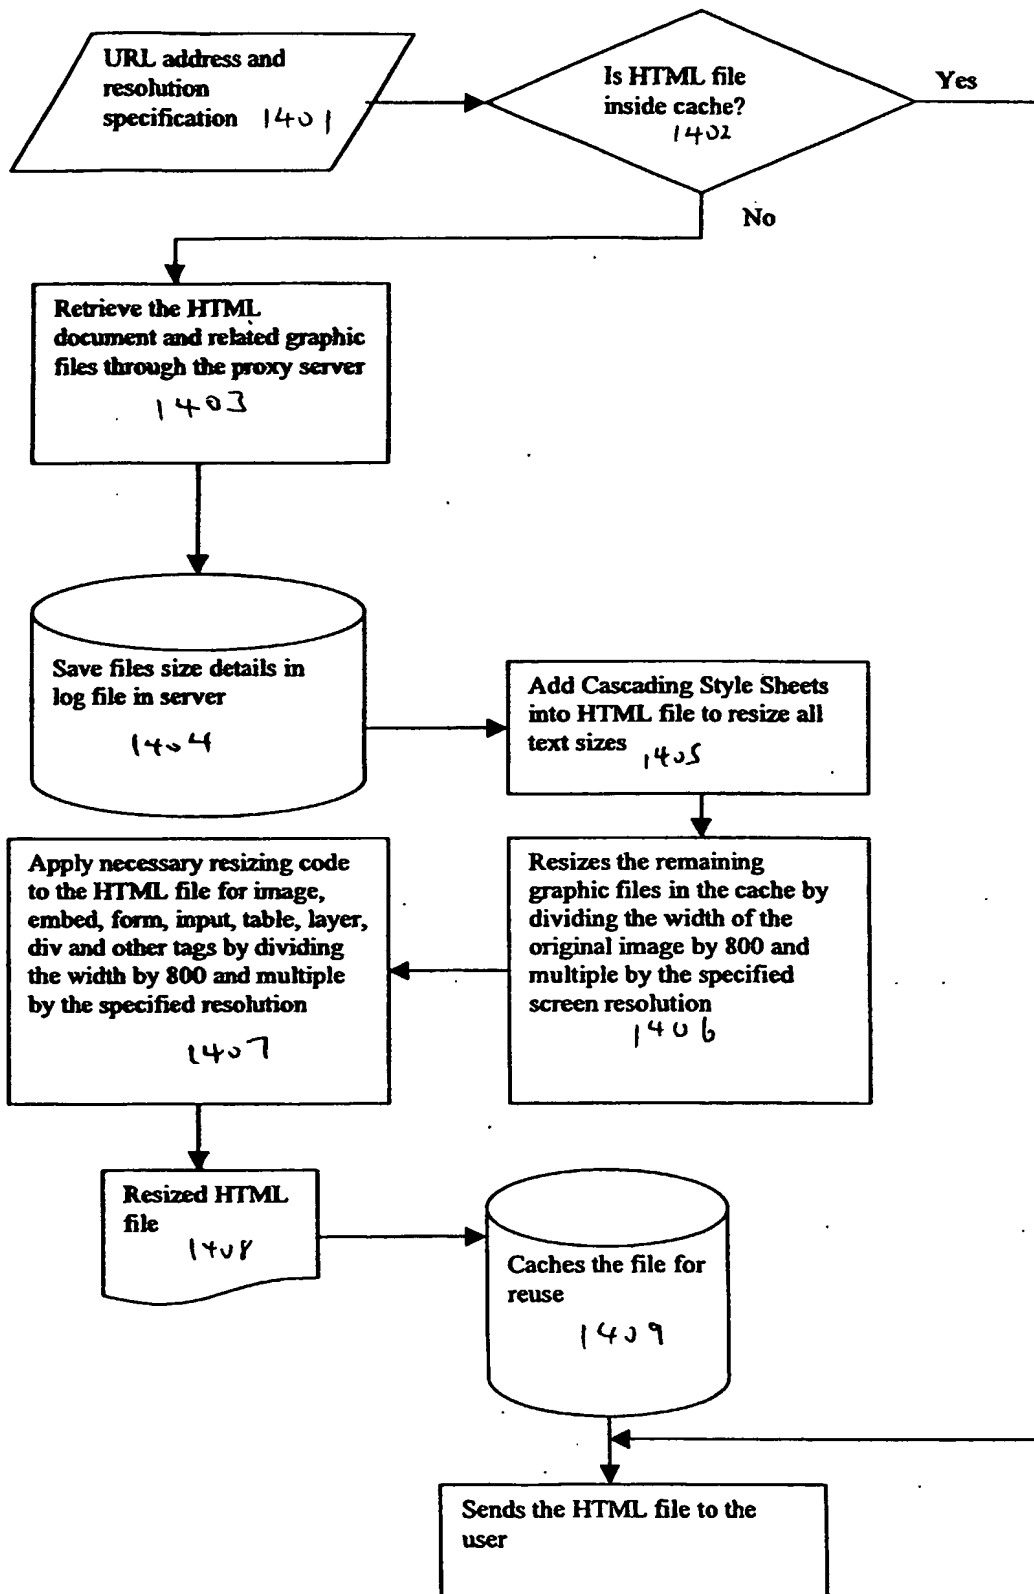 URL address and
resolution
specification 1401
Is HTML file
inside cache?
1402
Yes
No
Retrieve the HTML
document and related graphic
files through the proxy server
1403
Save files size details in
log file in server
1404
Add Cascading Style Sheets
into HTML file to resize all
text sizes 1405
Resizes the remaining
graphic files in the cache by
dividing the width of the
original image by 800 and
multiple by the specified
screen resolution
1406
Apply necessary resizing code
to the HTML file for image,
embed, form, input, table, layer,
div and other tags by dividing
the width by 800 and multiple
by the specified resolution
1407
Resized HTML
file
1408
Caches the file for
reuse
1409
Sends the HTML file to the
user